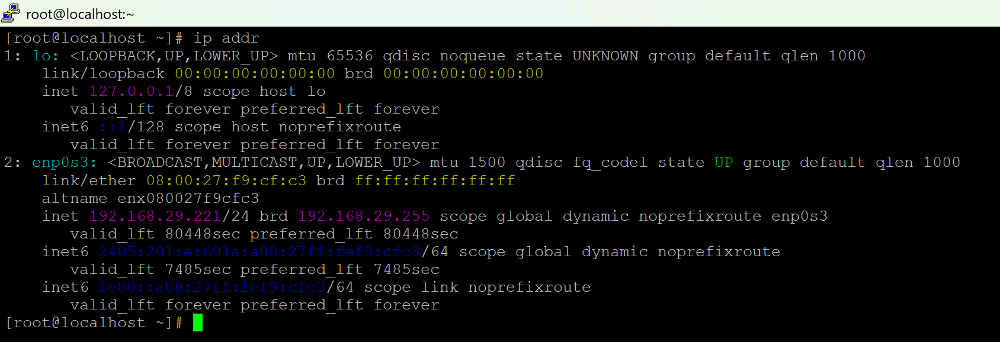 root@localhost:~
[root@localhost ~]# ip addr
1: lo: <LOOPBACK,UP,LOWER_UP> mtu 65536 qdisc noqueue state UNKNOWN group default qlen 1000
    link/loopback 00:00:00:00:00:00 brd 00:00:00:00:00:00
    inet 127.0.0.1/8 scope host lo
       valid_lft forever preferred_lft forever
    inet6 ::1/128 scope host noprefixroute
       valid_lft forever preferred_lft forever
2: enp0s3: <BROADCAST,MULTICAST,UP,LOWER_UP> mtu 1500 qdisc fq_codel state UP group default qlen 1000
    link/ether 08:00:27:f9:cf:c3 brd ff:ff:ff:ff:ff:ff
    altname enx080027f9cfc3
    inet 192.168.29.221/24 brd 192.168.29.255 scope global dynamic noprefixroute enp0s3
       valid_lft 80448sec preferred_lft 80448sec
    inet6 2405:201:e:601a:a00:27ff:fef9:cfc3/64 scope global dynamic noprefixroute
       valid_lft 7485sec preferred_lft 7485sec
    inet6 fe80::a00:27ff:fef9:cfc3/64 scope link noprefixroute
       valid_lft forever preferred_lft forever
[root@localhost ~]#